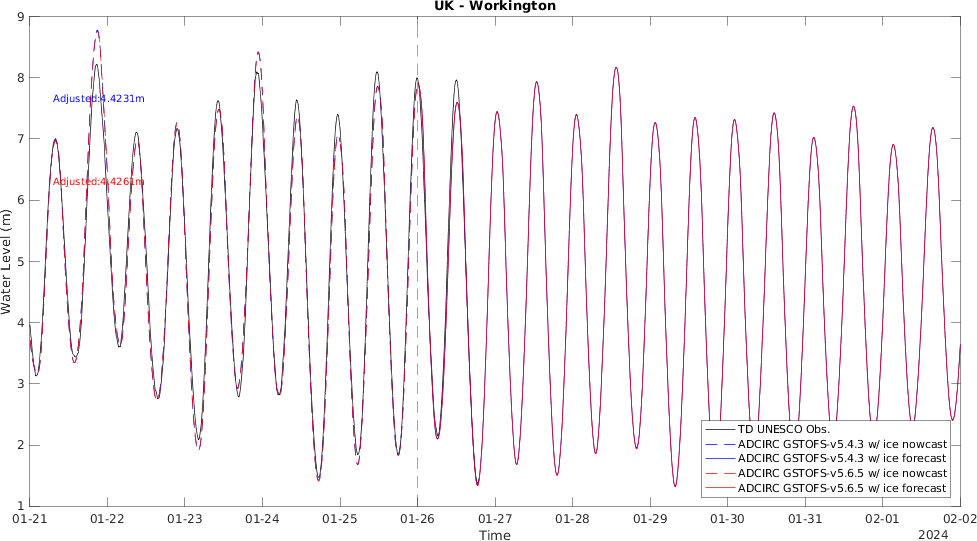 UK - Workington
9
8
7
6
5
4
3
2
1
Water Level (m)
Adjusted:4.4231m
Adjusted:4.4261m
TD UNESCO Obs.
ADCIRC GSTOFS-v5.4.3 w/ ice nowcast
ADCIRC GSTOFS-v5.4.3 w/ ice forecast
ADCIRC GSTOFS-v5.6.5 w/ ice nowcast
ADCIRC GSTOFS-v5.6.5 w/ ice forecast
01-21 01-22 01-23 01-24 01-25 01-26 01-27 01-28 01-29 01-30 01-31 02-01 02-02
Time
2024